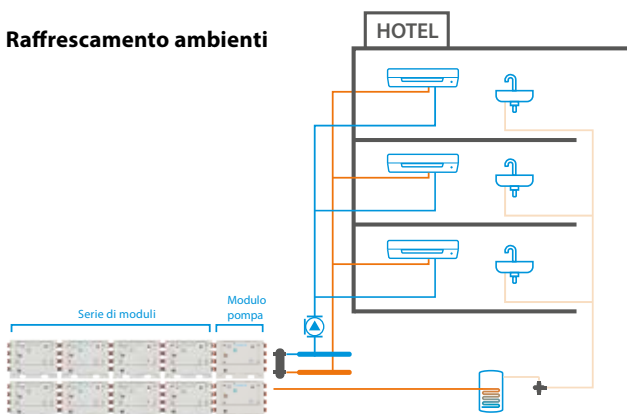 Raffrescamento ambienti
HOTEL
Serie di moduli
Modulo
pompa